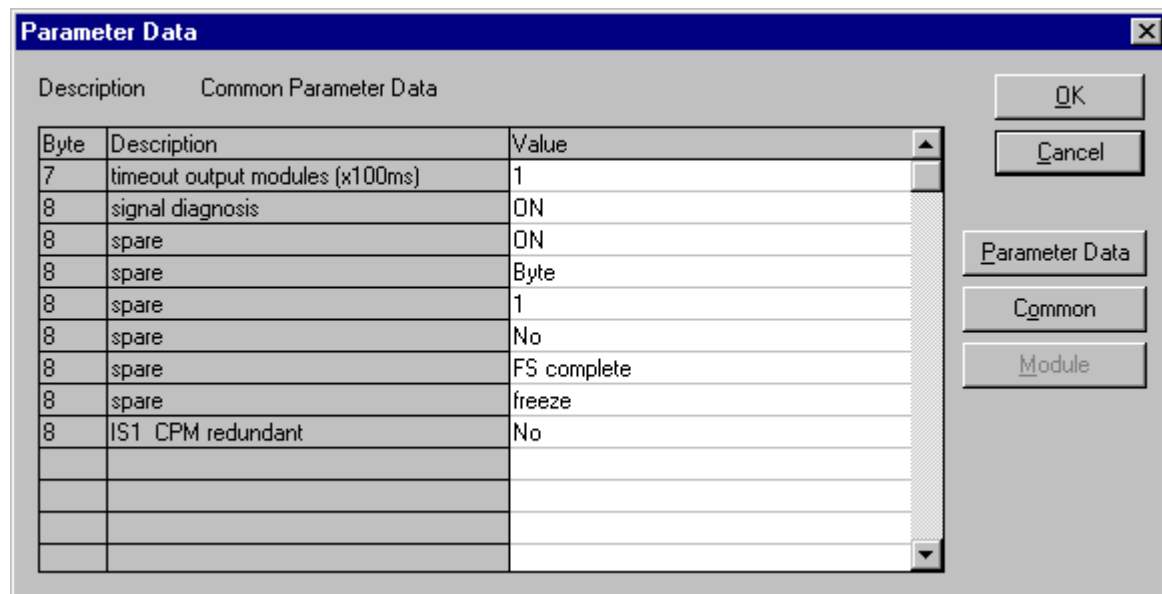 Parameter Data
Description Common Parameter Data
OK
Cancel
Byte Description Value
7 timeout output modules (x100ms) 1
8 signal diagnosis ON
8 spare ON
8 spare Byte
8 spare 1
8 spare No
8 spare FS complete
8 spare freeze
8 IS1 CPM redundant No
Parameter Data
Common
Module